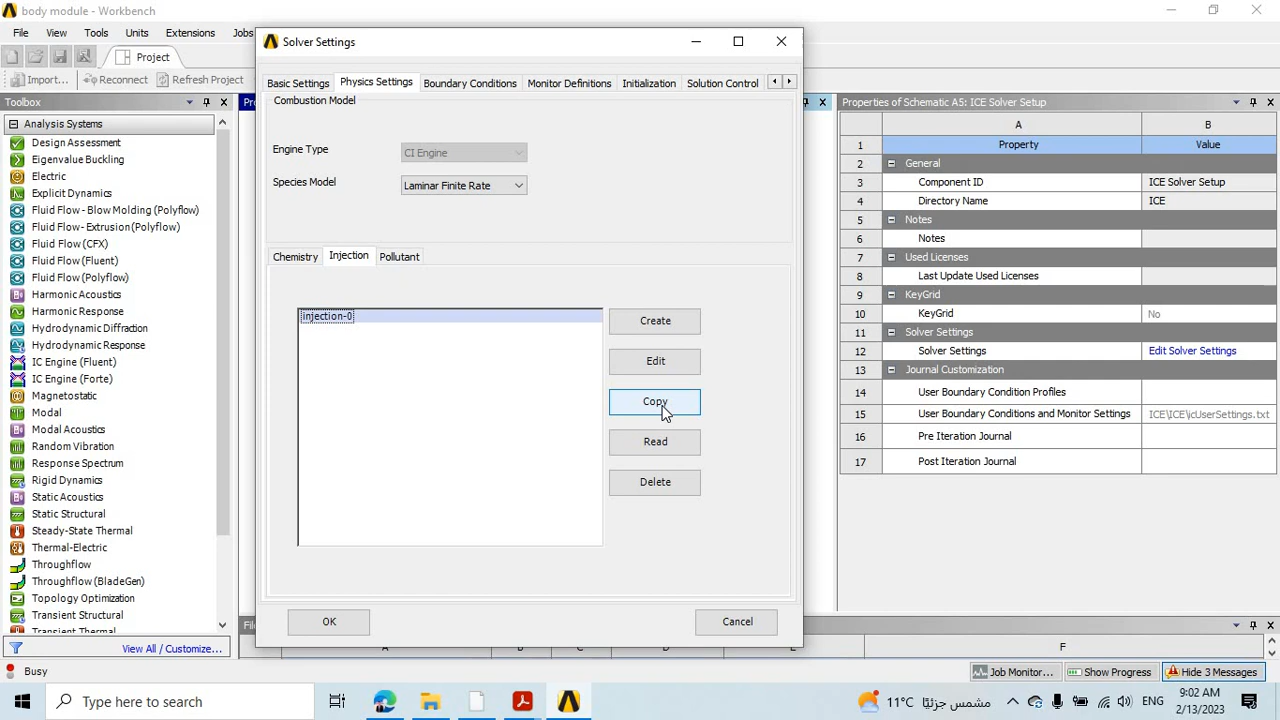 body module - Workbench
File View Tools Units Extensions Jobs
Project
Import... Reconnect Refresh Project
Toolbox
Analysis Systems
Design Assessment
Eigenvalue Buckling
Electric
Explicit Dynamics
Fluid Flow - Blow Molding (Polyflow)
Fluid Flow - Extrusion (Polyflow)
Fluid Flow (CFX)
Fluid Flow (Fluent)
Fluid Flow (Polyflow)
Harmonic Acoustics
Harmonic Response
Hydrodynamic Diffraction
Hydrodynamic Response
IC Engine (Fluent)
IC Engine (Forte)
Magnetostatic
Modal
Modal Acoustics
Random Vibration
Response Spectrum
Rigid Dynamics
Static Acoustics
Static Structural
Steady-State Thermal
Thermal-Electric
Throughflow
Throughflow (BladeGen)
Topology Optimization
Transient Structural
Transient Thermal
View All / Customize...
Busy
Solver Settings
Basic Settings Physics Settings Boundary Conditions Monitor Definitions Initialization Solution Control
Combustion Model
Engine Type CI Engine
Species Model Laminar Finite Rate
Chemistry Injection Pollutant
injection-0
Create
Edit
Copy
Read
Delete
OK Cancel
Properties of Schematic A5: ICE Solver Setup
A B
1 Property Value
2 General
3 Component ID ICE Solver Setup
4 Directory Name ICE
5 Notes
6 Notes
7 Used Licenses
8 Last Update Used Licenses
9 KeyGrid
10 KeyGrid No
11 Solver Settings
12 Solver Settings Edit Solver Settings
13 Journal Customization
14 User Boundary Condition Profiles
15 User Boundary Conditions and Monitor Settings ICE\ICE\icUserSettings.txt
16 Pre Iteration Journal
17 Post Iteration Journal
F
Job Monitor... Show Progress Hide 3 Messages
Type here to search
11°C مشمس جزئيًا ENG 9:02 AM
2/13/2023